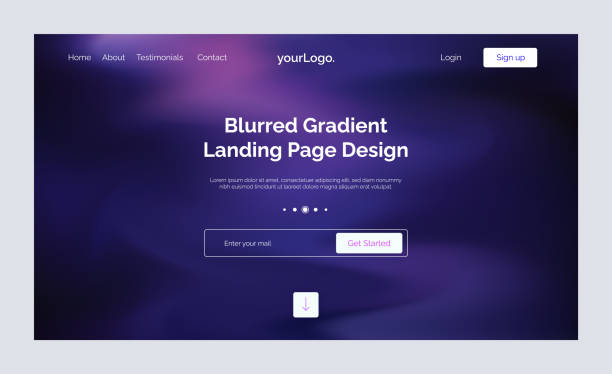 Home About Testimonials Contact yourLogo. Login Sign up
Blurred Gradient
Landing Page Design
Lorem ipsum dolor sit amet, consectetuer adipiscing elit, sed diam nonummy
nibh euismod tincidunt ut laoreet dolore magna aliquam erat volutpat.
Enter your mail Get Started